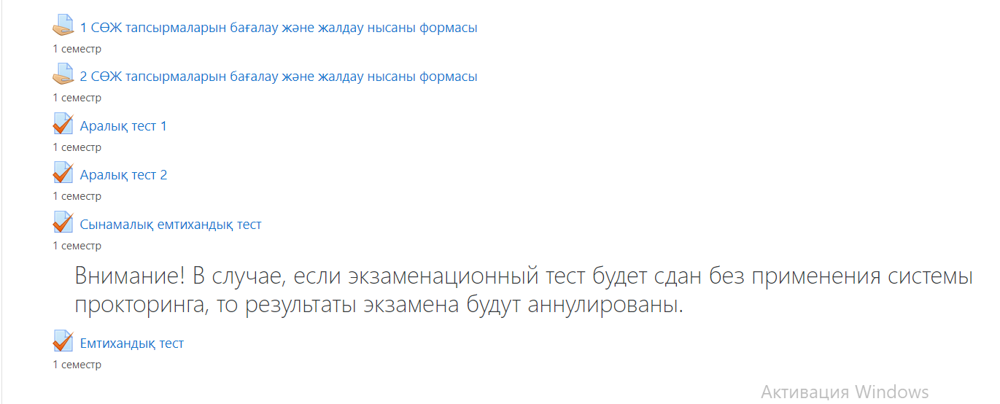 1 СӨЖ тапсырмаларын бағалау және жалдау нысаны формасы
1 семестр
2 СӨЖ тапсырмаларын бағалау және жалдау нысаны формасы
1 семестр
Аралық тест 1
1 семестр
Аралық тест 2
1 семестр
Сынамалық емтихандық тест
1 семестр
Внимание! В случае, если экзаменационный тест будет сдан без применения системы
прокторинга, то результаты экзамена будут аннулированы.
Емтихандық тест
1 семестр
Активация Windows